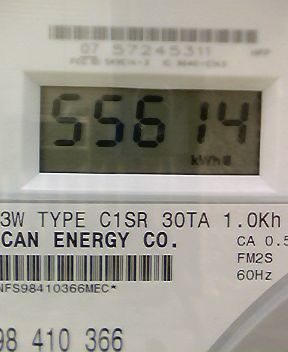 07 57245311
55614
kWh
3W TYPE C1SR 30TA 1.0Kh
CAN ENERGY CO.
CA 0.5
FM2S
60Hz
NFS98410366MEC*
98 410 366